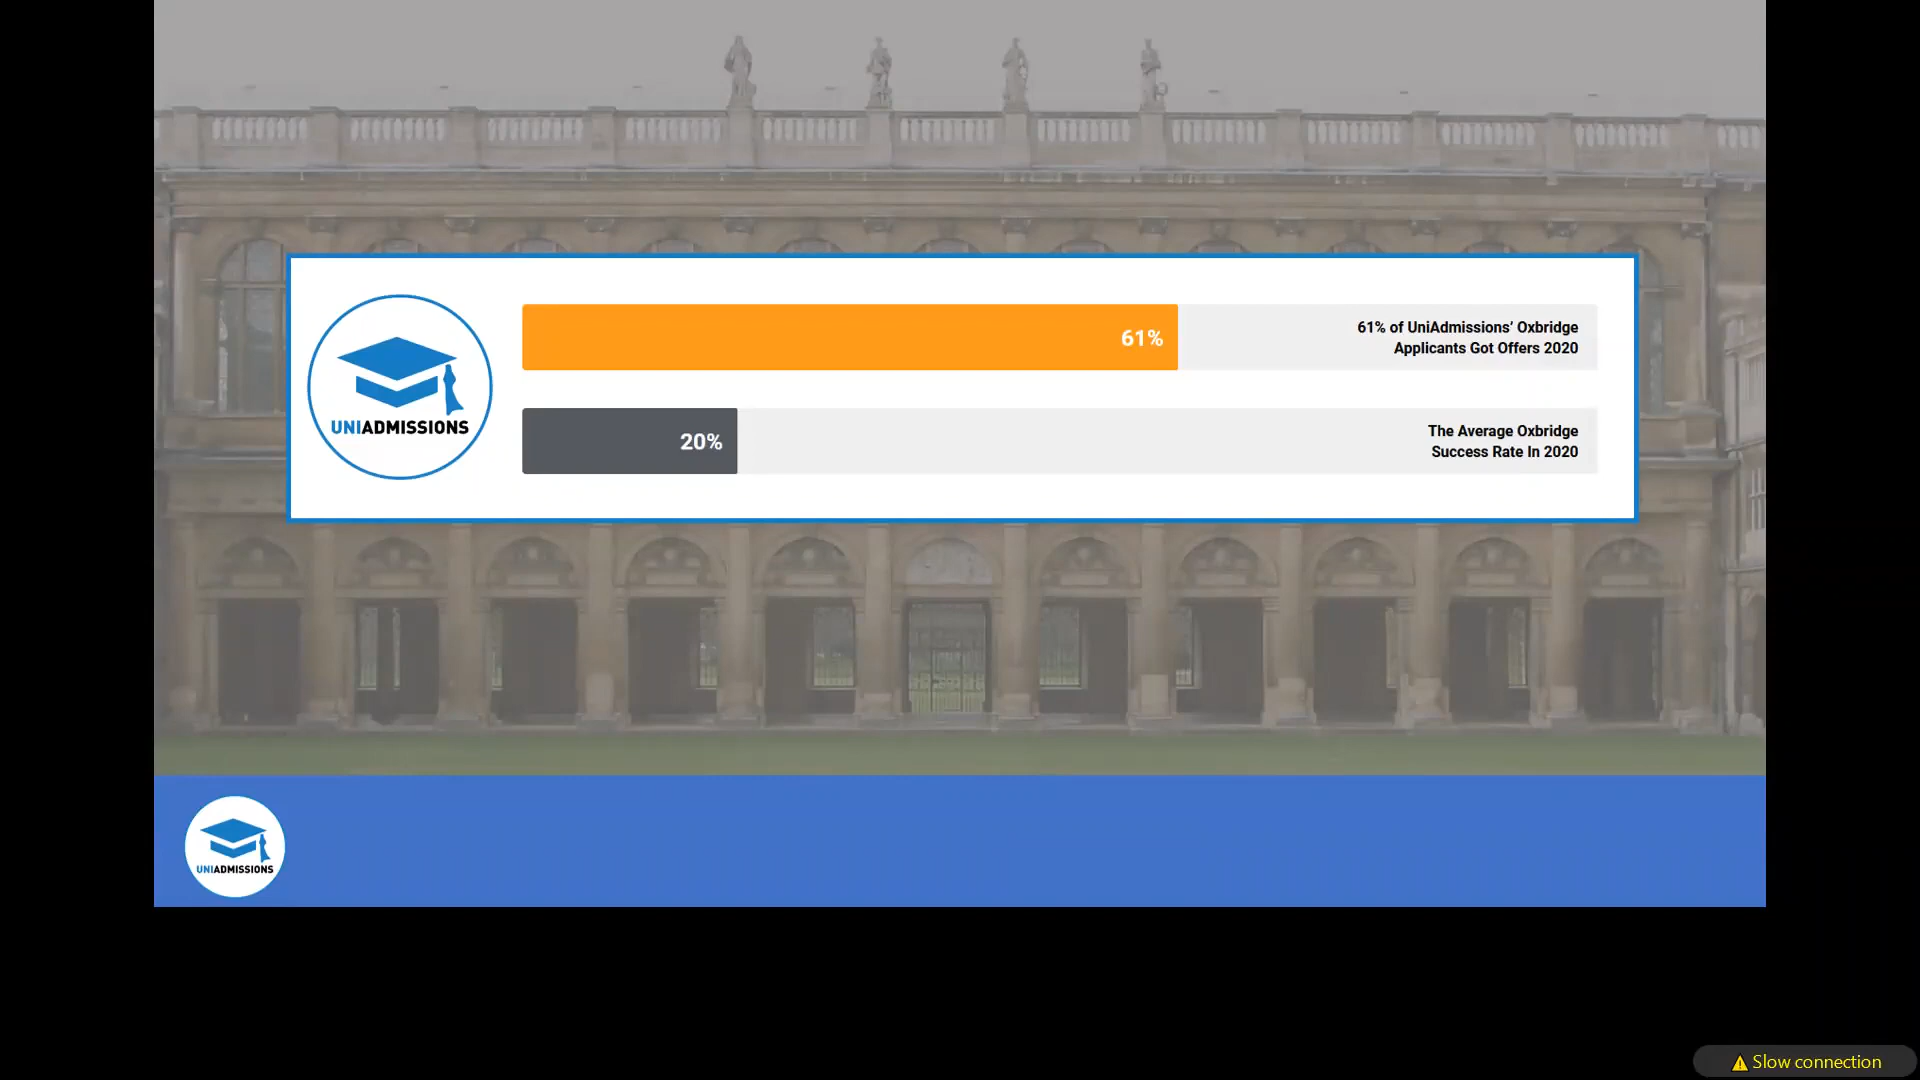 61%
61% of UniAdmissions’ Oxbridge
Applicants Got Offers 2020
UNIADMISSIONS
20%
The Average Oxbridge
Success Rate In 2020
UNIADMISSIONS
Slow connection